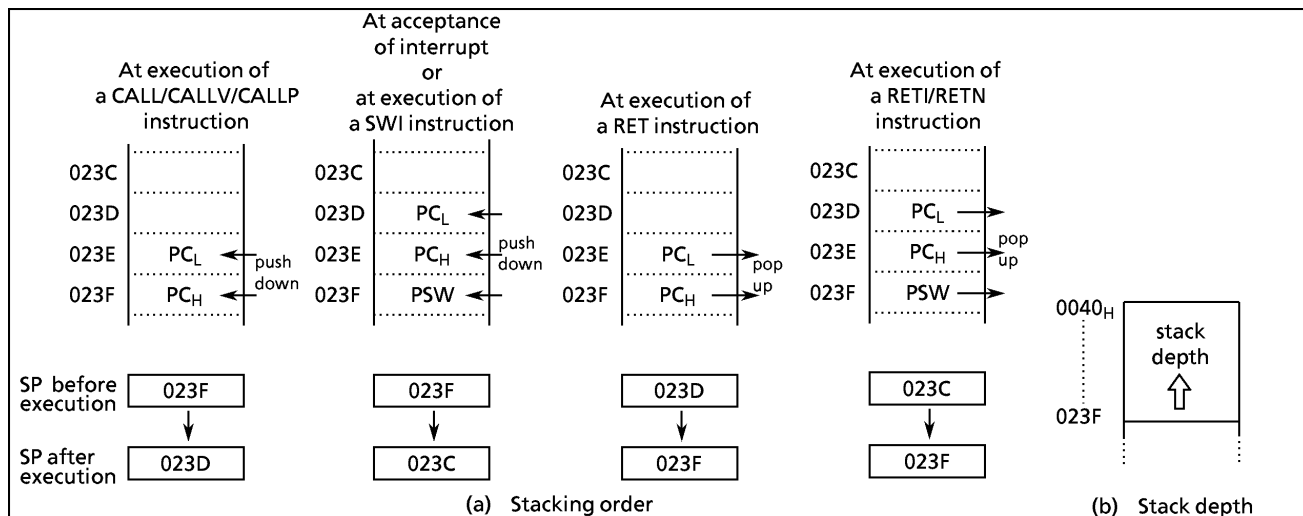 At execution of
a CALL/CALLV/CALLP
instruction
023C
023D
023E PCL
023F PCH
push
down
At acceptance
of interrupt
or
at execution of
a SWI instruction
023C
023D PCL
023E PCH
023F PSW
push
down
At execution of
a RET instruction
023C
023D
023E PCL
023F PCH
pop
up
At execution of
a RETI/RETN
instruction
023C
023D PCL
023E PCH
023F PSW
pop
up
SP before
execution
023F 023F 023D 023C
SP after
execution
023D 023C 023F 023F
(a) Stacking order
0040H
stack
depth
023F
(b) Stack depth